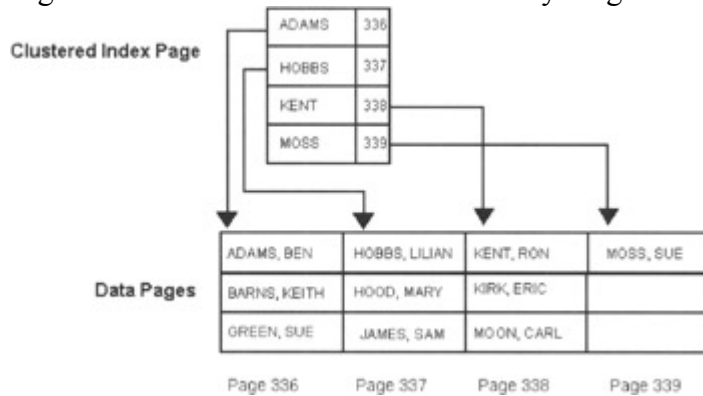 ADAMS 336
Clustered Index Page
HOBBS 337
KENT 338
MOSS 339
ADAMS, BEN HOBBS, LILIAN KENT, RON MOSS, SUE
Data Pages BARNS, KEITH HOOD, MARY KIRK, ERIC
GREEN, SUE JAMES, SAM MOON, CARL
Page 336 Page 337 Page 338 Page 339